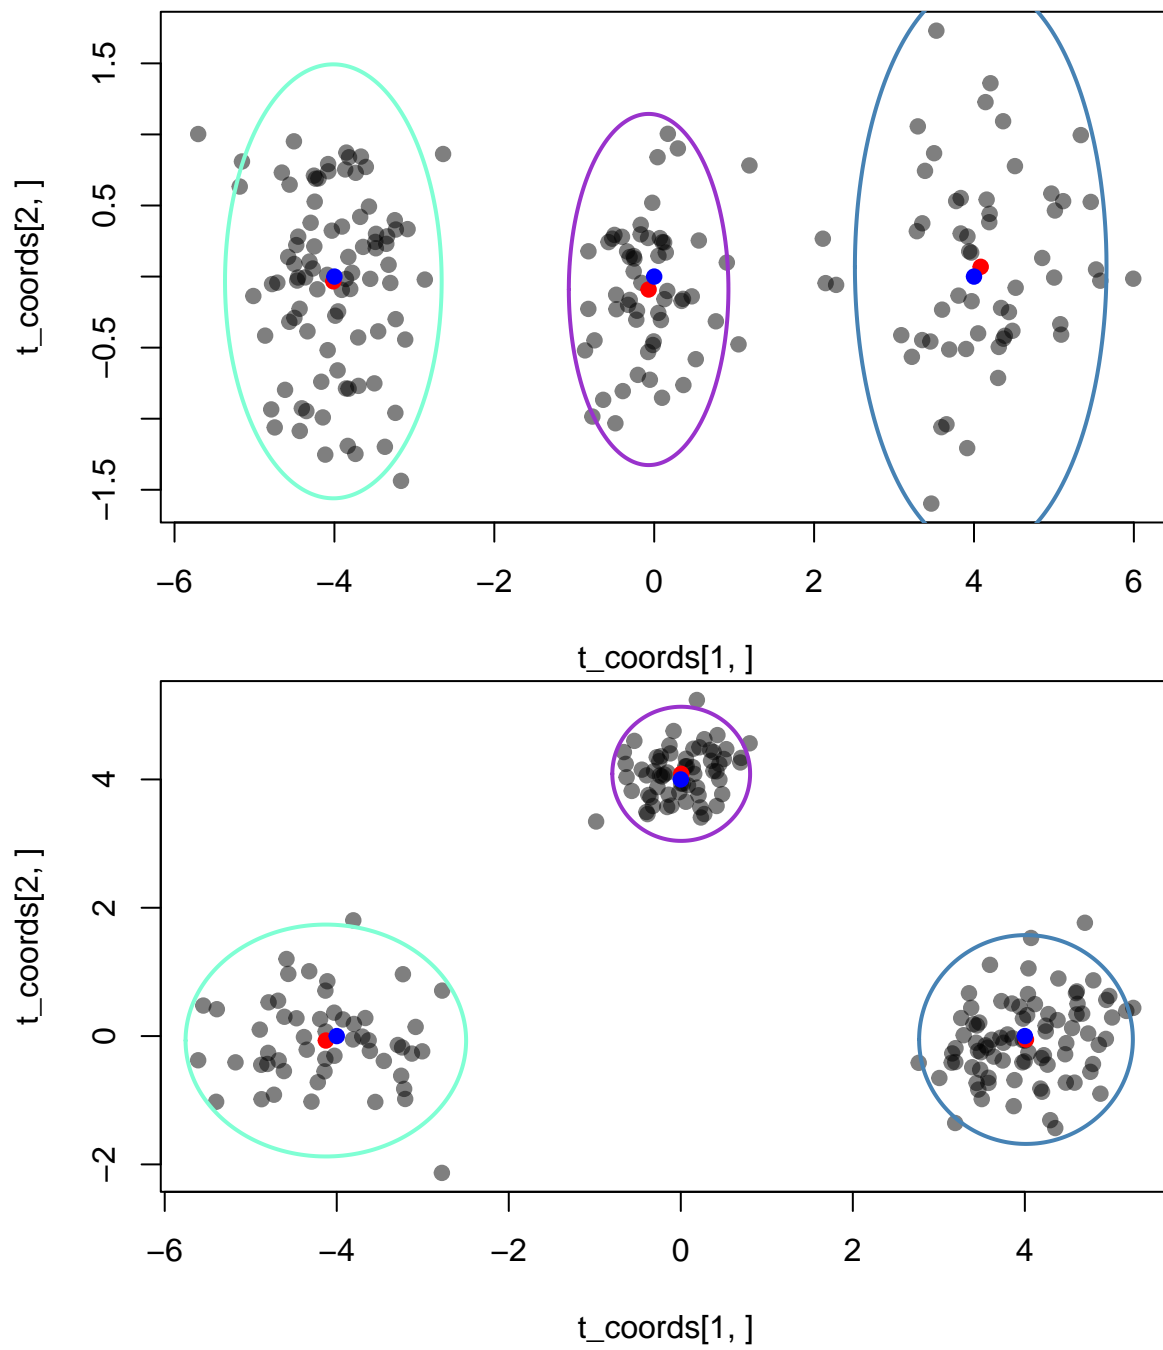 1.5
0.5
−0.5
−1.5
t_coords[2, ]
−6 −4 −2 0 2 4 6
t_coords[1, ]
4
2
0
−2
t_coords[2, ]
−6 −4 −2 0 2 4
t_coords[1, ]